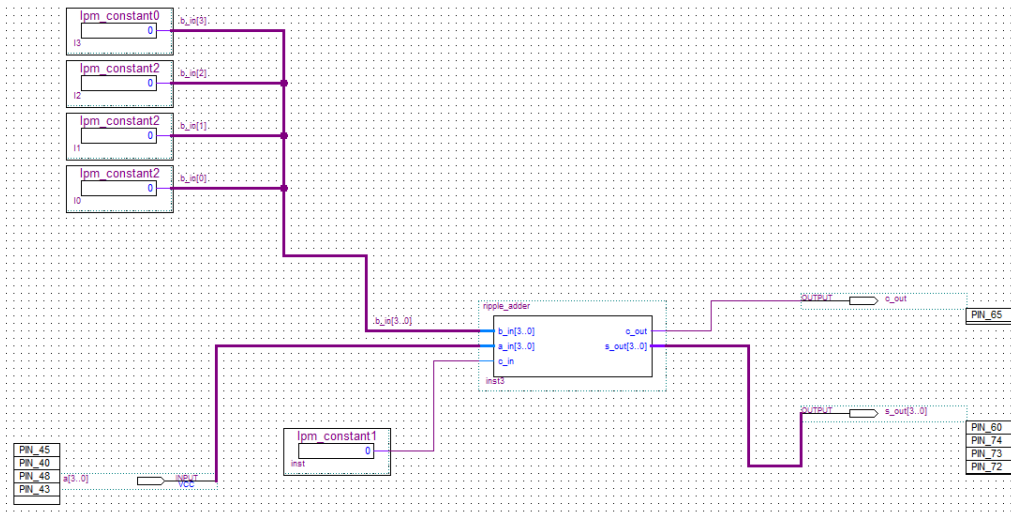 lpm_constant0
b_in[3]
0
I3
lpm_constant2
b_in[2]
0
I2
lpm_constant2
b_in[1]
0
I1
lpm_constant2
b_in[0]
0
I0
ripple_adder
b_in[3..0]
b_in[3..0]
c_out
a_in[3..0]
s_out[3..0]
c_in
inst3
OUTPUT
c_out
PIN_65
OUTPUT
s_out[3..0]
PIN_60
PIN_74
PIN_73
PIN_72
lpm_constant1
0
inst
PIN_45
PIN_40
PIN_48
PIN_43
a[3..0]
INPUT
VCC